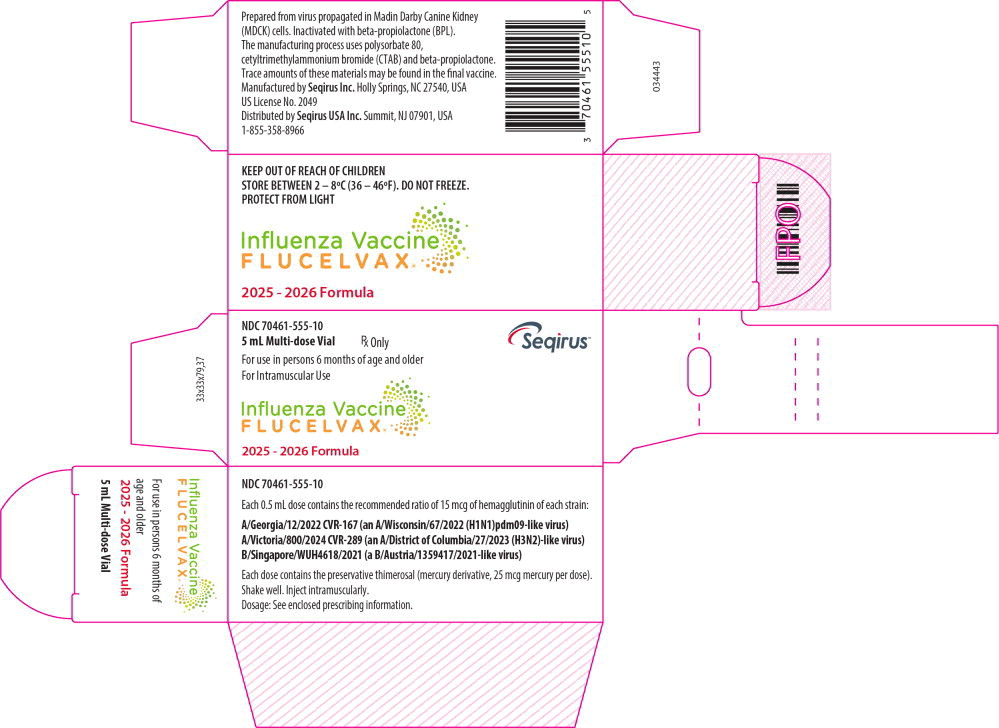 Prepared from virus propagated in Madin Darby Canine Kidney
(MDCK) cells. Inactivated with beta-propiolactone (BPL).
The manufacturing process uses polysorbate 80,
cetyltrimethylammonium bromide (CTAB) and beta-propiolactone.
Trace amounts of these materials may be found in the final vaccine.
Manufactured by Seqirus Inc. Holly Springs, NC 27540, USA
US License No. 2049
Distributed by Seqirus USA Inc. Summit, NJ 07901, USA
1-855-358-8966
3 70461 55510 5
034443
KEEP OUT OF REACH OF CHILDREN
STORE BETWEEN 2 – 8ºC (36 – 46ºF). DO NOT FREEZE.
PROTECT FROM LIGHT
Influenza Vaccine
FLUCELVAX®
2025 - 2026 Formula
FPO
NDC 70461-555-10
5 mL Multi-dose Vial ℞ Only
For use in persons 6 months of age and older
For Intramuscular Use
Seqirus™
Influenza Vaccine
FLUCELVAX®
2025 - 2026 Formula
33x33x79,37
Influenza Vaccine
FLUCELVAX®
For use in persons 6 months of
age and older
2025 - 2026 Formula
5 mL Multi-dose Vial
NDC 70461-555-10
Each 0.5 mL dose contains the recommended ratio of 15 mcg of hemagglutinin of each strain:
A/Georgia/12/2022 CVR-167 (an A/Wisconsin/67/2022 (H1N1)pdm09-like virus)
A/Victoria/800/2024 CVR-289 (an A/District of Columbia/27/2023 (H3N2)-like virus)
B/Singapore/WUH4618/2021 (a B/Austria/1359417/2021-like virus)
Each dose contains the preservative thimerosal (mercury derivative, 25 mcg mercury per dose).
Shake well. Inject intramuscularly.
Dosage: See enclosed prescribing information.